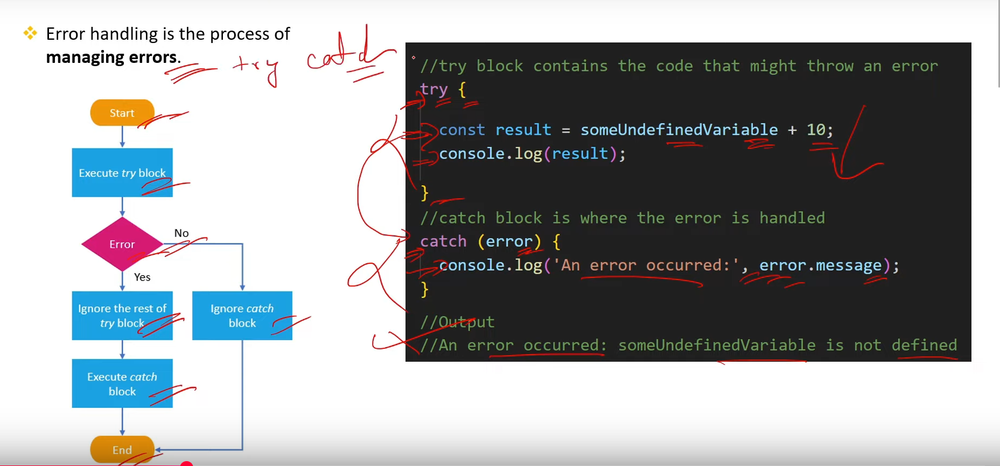 Error handling is the process of
managing errors.
try catch
Start
Execute try block
Error
No
Yes
Ignore the rest of
try block
Ignore catch
block
Execute catch
block
End
//try block contains the code that might throw an error
try {
const result = someUndefinedVariable + 10;
console.log(result);
}
//catch block is where the error is handled
catch (error) {
console.log('An error occurred:', error.message);
}
//Output
//An error occurred: someUndefinedVariable is not defined